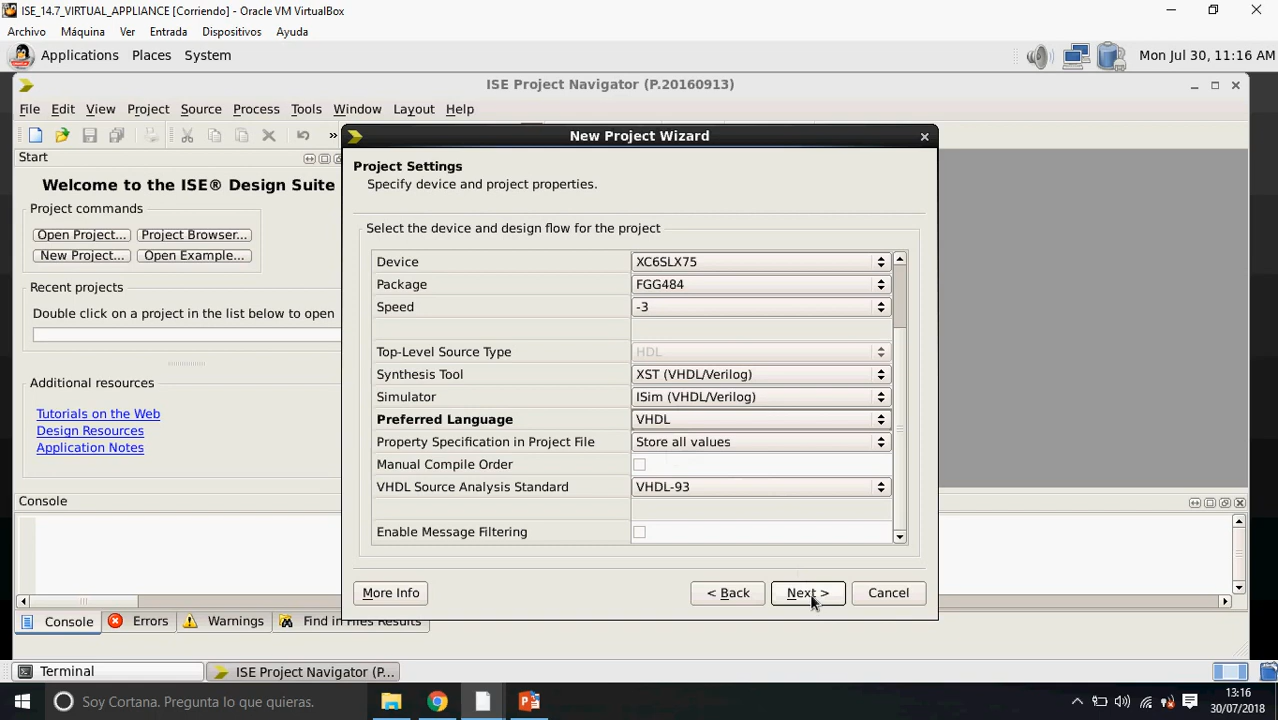 ISE_14.7_VIRTUAL_APPLIANCE [Corriendo] - Oracle VM VirtualBox
Archivo Máquina Ver Entrada Dispositivos Ayuda
Applications Places System Mon Jul 30, 11:16 AM
ISE Project Navigator (P.20160913)
File Edit View Project Source Process Tools Window Layout Help
»
Start
Welcome to the ISE® Design Suite
Project commands
Open Project... Project Browser...
New Project... Open Example...
Recent projects
Double click on a project in the list below to open
Additional resources
Tutorials on the Web
Design Resources
Application Notes
New Project Wizard
Project Settings
Specify device and project properties.
Select the device and design flow for the project
Device XC6SLX75
Package FGG484
Speed -3
Top-Level Source Type HDL
Synthesis Tool XST (VHDL/Verilog)
Simulator ISim (VHDL/Verilog)
Preferred Language VHDL
Property Specification in Project File Store all values
Manual Compile Order
VHDL Source Analysis Standard VHDL-93
Enable Message Filtering
More Info < Back Next > Cancel
Console
Console Errors Warnings Find in Files Results
Terminal ISE Project Navigator (P...
Soy Cortana. Pregunta lo que quieras.
13:16
30/07/2018